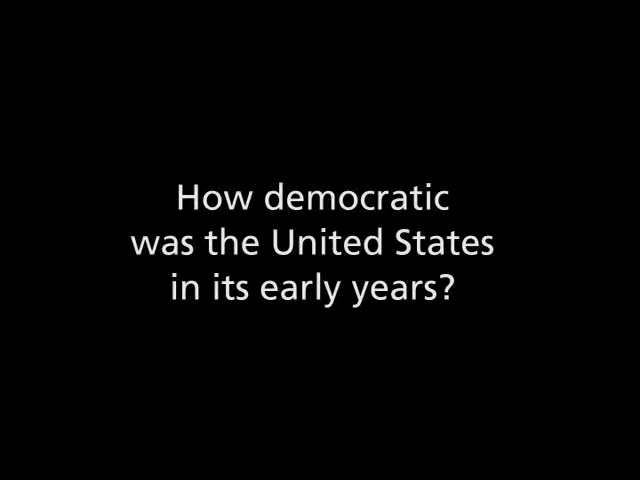 How democratic
was the United States
in its early years?